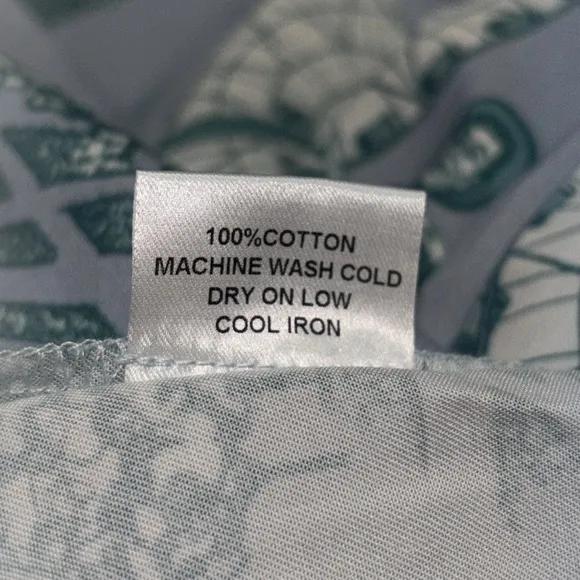 100%COTTON
MACHINE WASH COLD
DRY ON LOW
COOL IRON